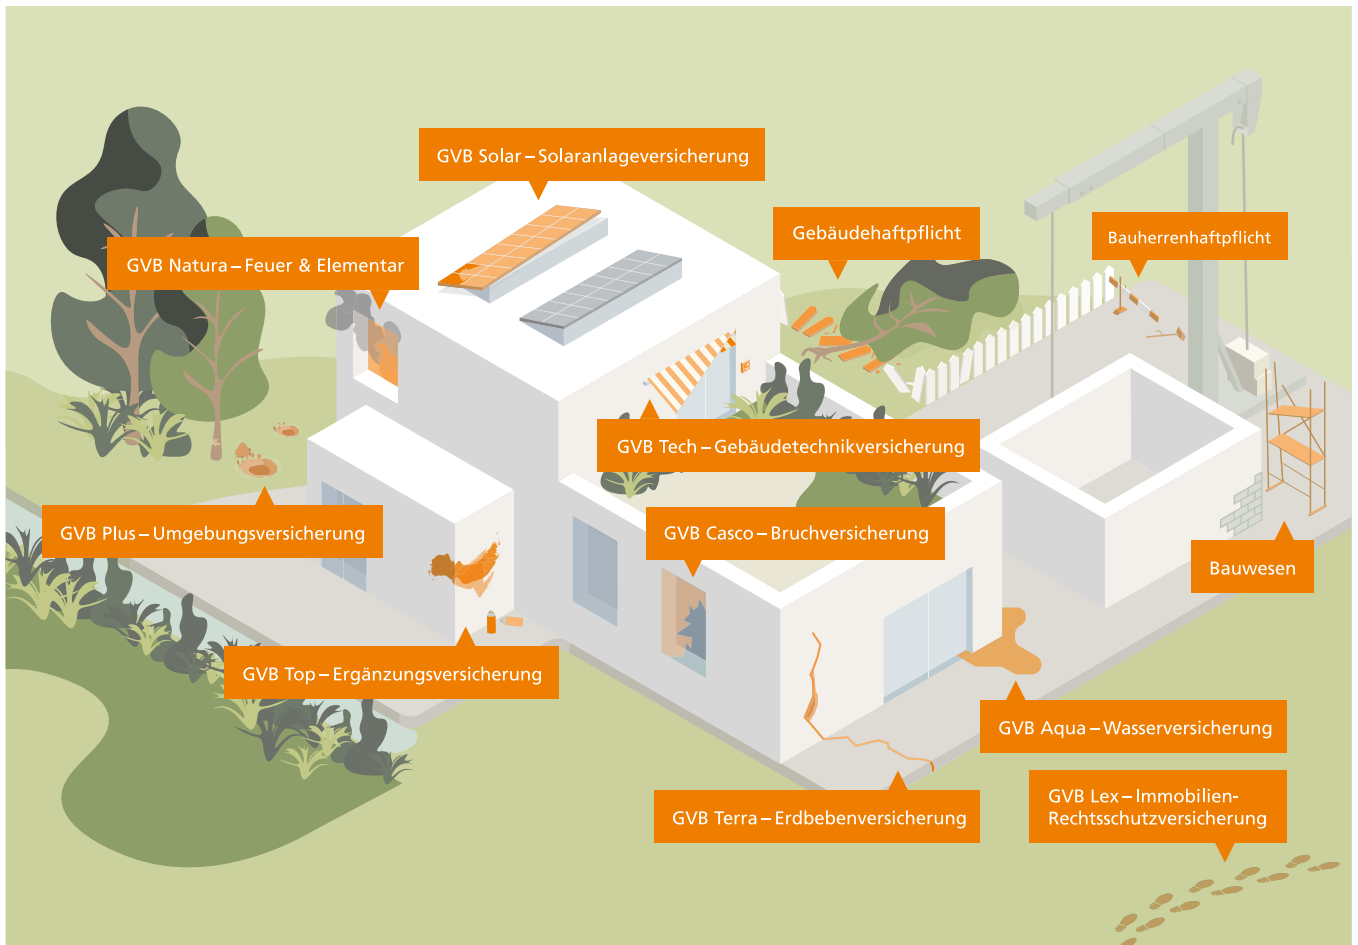 GVB Solar – Solaranlageversicherung
Gebäudehaftpflicht
Bauherrenhaftpflicht
GVB Natura – Feuer & Elementar
GVB Tech – Gebäudetechnikversicherung
GVB Plus – Umgebungsversicherung
GVB Casco – Bruchversicherung
Bauwesen
GVB Top – Ergänzungsversicherung
GVB Aqua – Wasserversicherung
GVB Terra – Erdbebenversicherung
GVB Lex – Immobilien-
Rechtsschutzversicherung